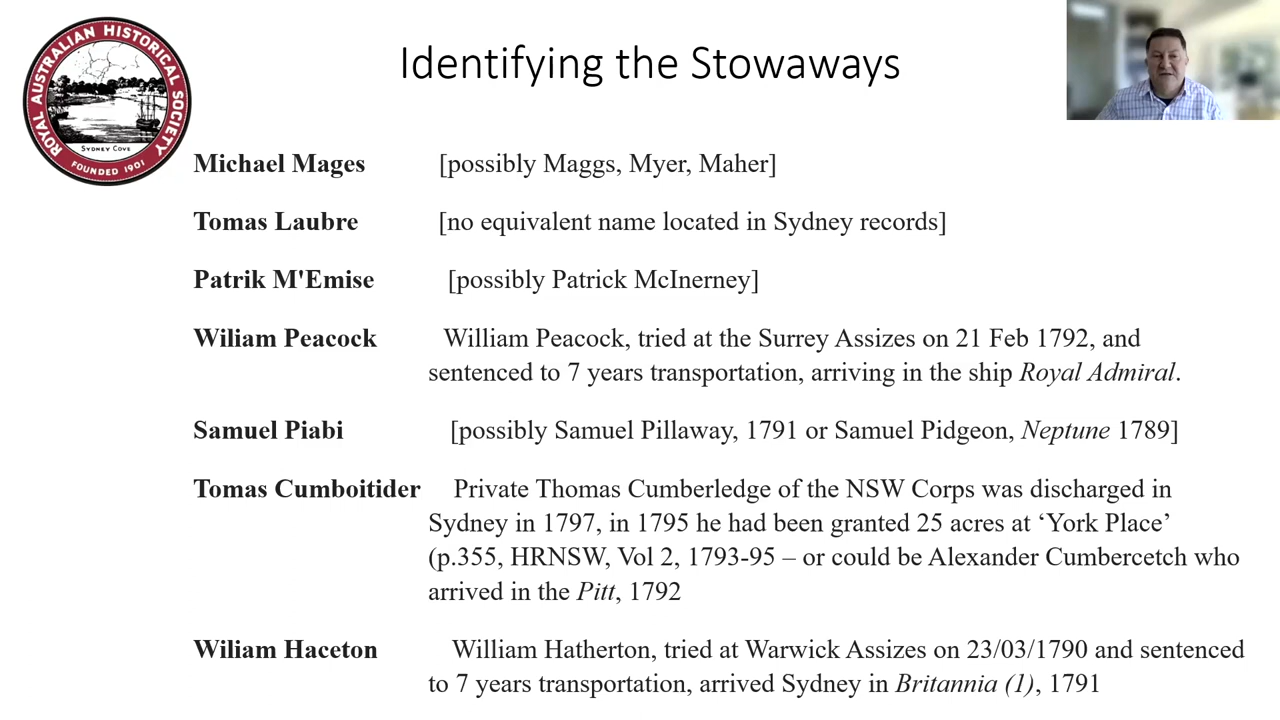 ROYAL AUSTRALIAN HISTORICAL SOCIETY
SYDNEY COVE
FOUNDED 1901
Identifying the Stowaways
Michael Mages [possibly Maggs, Myer, Maher]
Tomas Laubre [no equivalent name located in Sydney records]
Patrik M'Emise [possibly Patrick McInerney]
Wiliam Peacock William Peacock, tried at the Surrey Assizes on 21 Feb 1792, and
sentenced to 7 years transportation, arriving in the ship Royal Admiral.
Samuel Piabi [possibly Samuel Pillaway, 1791 or Samuel Pidgeon, Neptune 1789]
Tomas Cumboitider Private Thomas Cumberledge of the NSW Corps was discharged in
Sydney in 1797, in 1795 he had been granted 25 acres at ‘York Place’
(p.355, HRNSW, Vol 2, 1793-95 – or could be Alexander Cumbercetch who
arrived in the Pitt, 1792
Wiliam Haceton William Hatherton, tried at Warwick Assizes on 23/03/1790 and sentenced
to 7 years transportation, arrived Sydney in Britannia (1), 1791